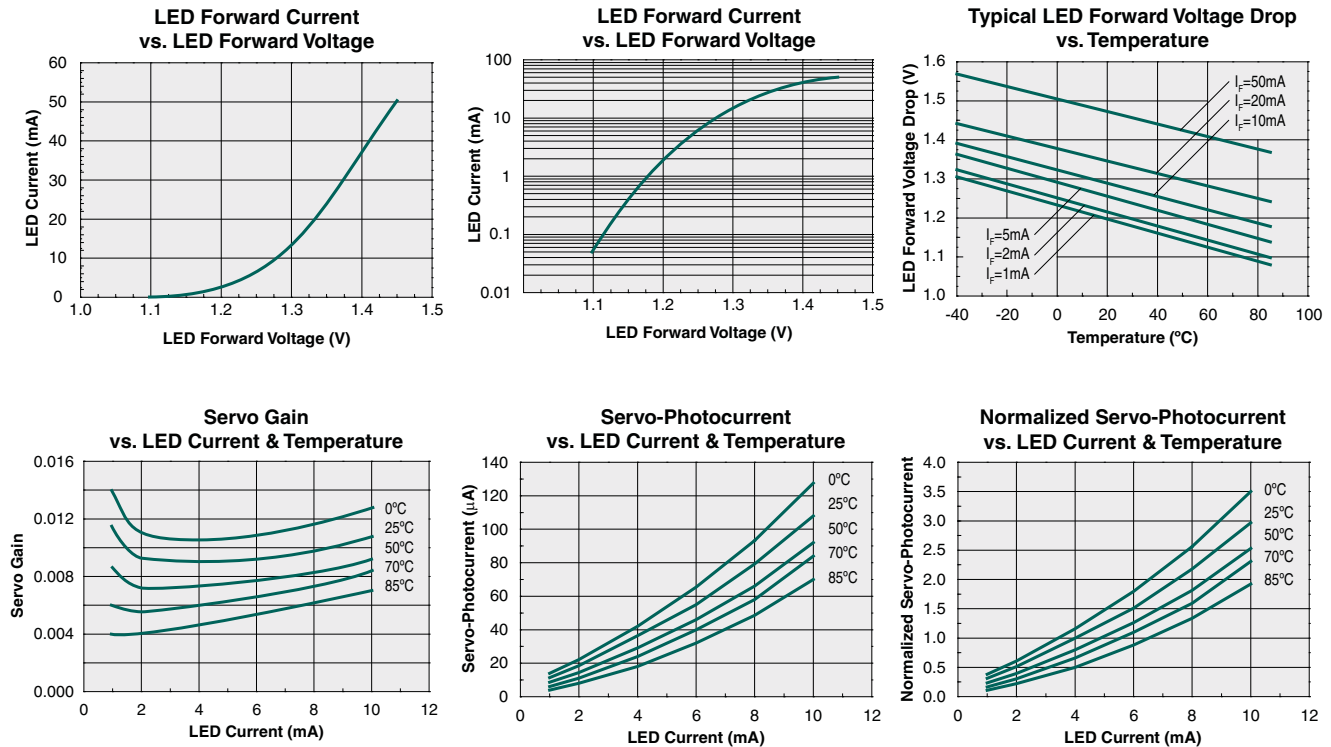 LED Forward Current
vs. LED Forward Voltage
60
50
40
30
20
10
0
LED Current (mA)
1.0 1.1 1.2 1.3 1.4 1.5
LED Forward Voltage (V)
LED Forward Current
vs. LED Forward Voltage
100
10
1
0.1
0.01
LED Current (mA)
1.1 1.2 1.3 1.4 1.5
LED Forward Voltage (V)
Typical LED Forward Voltage Drop
vs. Temperature
1.6
1.5
1.4
1.3
1.2
1.1
1.0
LED Forward Voltage Drop (V)
IF=50mA
IF=20mA
IF=10mA
IF=5mA
IF=2mA
IF=1mA
-40 -20 0 20 40 60 80 100
Temperature (ºC)
Servo Gain
vs. LED Current & Temperature
0.016
0.012
0.008
0.004
0.000
Servo Gain
0ºC
25ºC
50ºC
70ºC
85ºC
0 2 4 6 8 10 12
LED Current (mA)
Servo-Photocurrent
vs. LED Current & Temperature
140
120
100
80
60
40
20
0
Servo-Photocurrent (μA)
0ºC
25ºC
50ºC
70ºC
85ºC
0 2 4 6 8 10 12
LED Current (mA)
Normalized Servo-Photocurrent
vs. LED Current & Temperature
4.0
3.5
3.0
2.5
2.0
1.5
1.0
0.5
0.0
Normalized Servo-Photocurrent
0ºC
25ºC
50ºC
70ºC
85ºC
0 2 4 6 8 10 12
LED Current (mA)